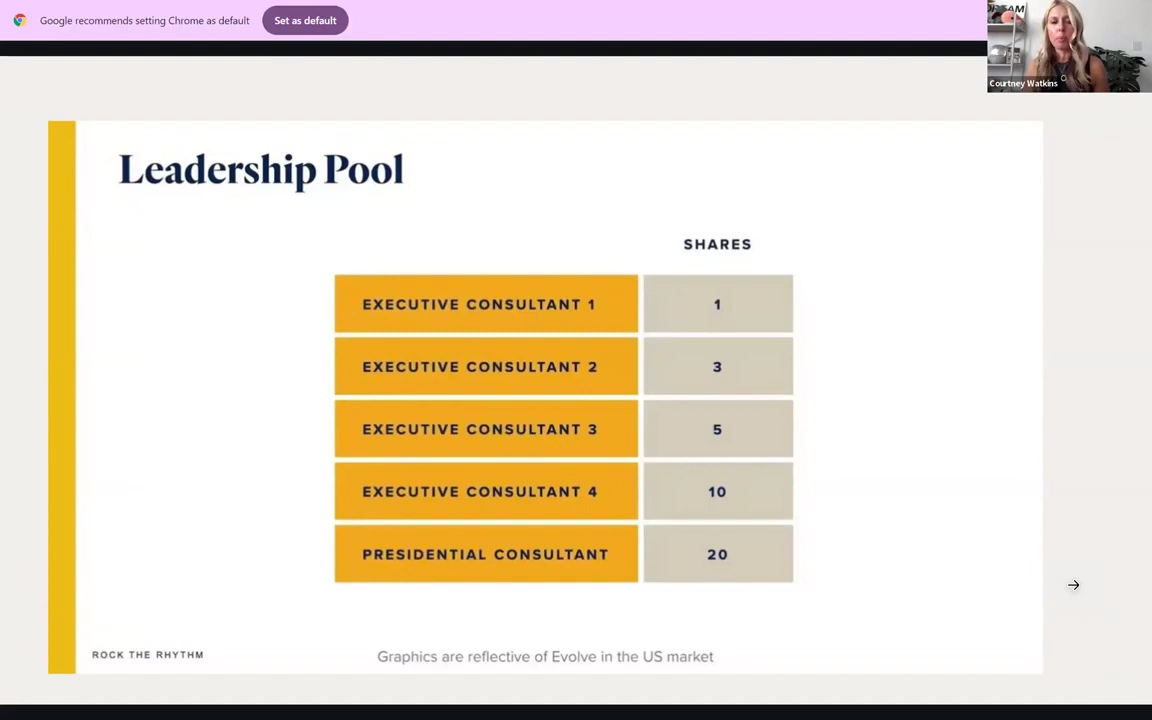 Google recommends setting Chrome as default
Set as default
DREAM
Courtney Watkins
Leadership Pool
SHARES
EXECUTIVE CONSULTANT 1 1
EXECUTIVE CONSULTANT 2 3
EXECUTIVE CONSULTANT 3 5
EXECUTIVE CONSULTANT 4 10
PRESIDENTIAL CONSULTANT 20
ROCK THE RHYTHM
Graphics are reflective of Evolve in the US market